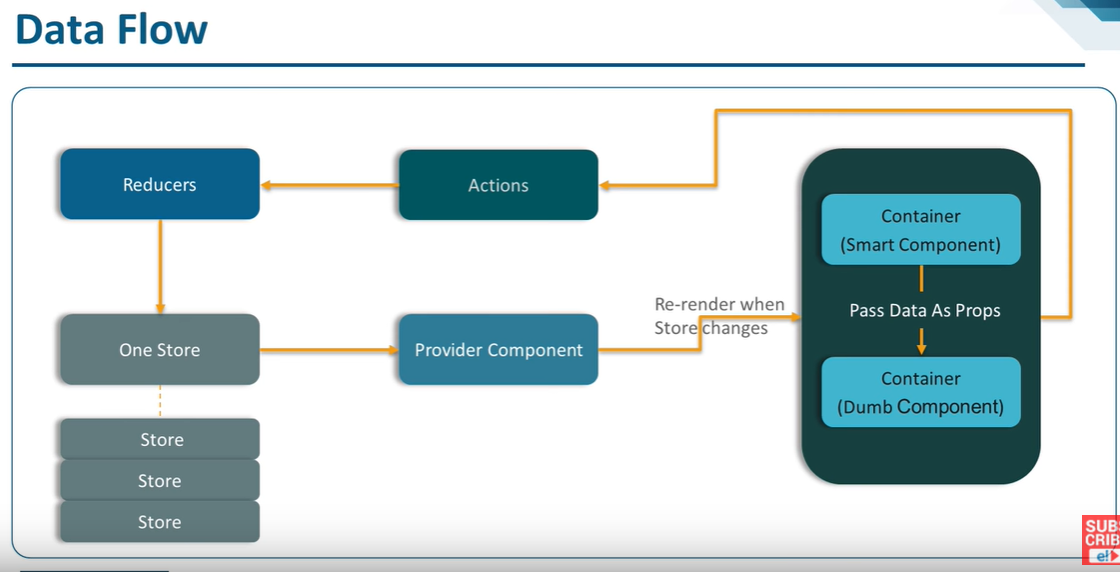 Data Flow
Reducers
Actions
Container
(Smart Component)
Re-render when
Store changes
Pass Data As Props
One Store
Provider Component
Container
(Dumb Component)
Store
Store
Store
SUBS
CRIB
e!